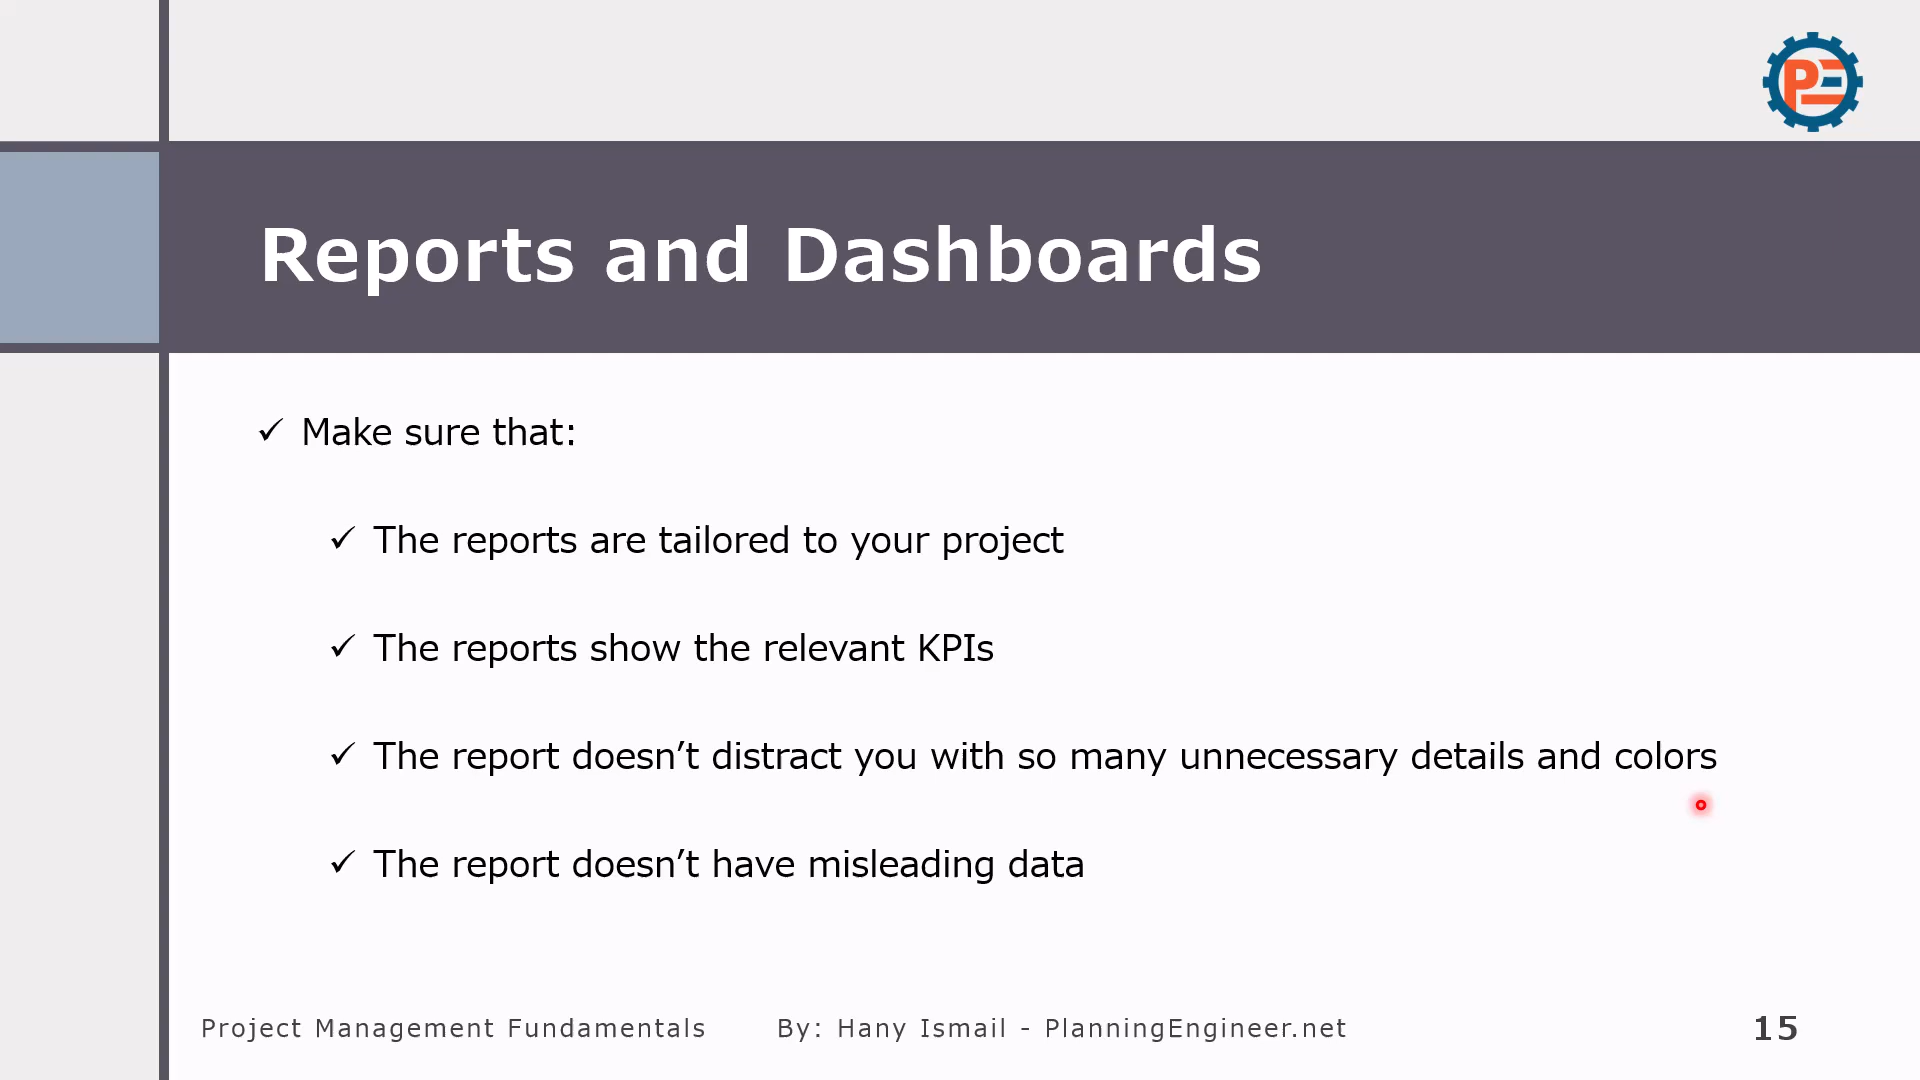 PE
Reports and Dashboards
✓ Make sure that:
✓ The reports are tailored to your project
✓ The reports show the relevant KPIs
✓ The report doesn’t distract you with so many unnecessary details and colors
✓ The report doesn’t have misleading data
Project Management Fundamentals By: Hany Ismail - PlanningEngineer.net 15